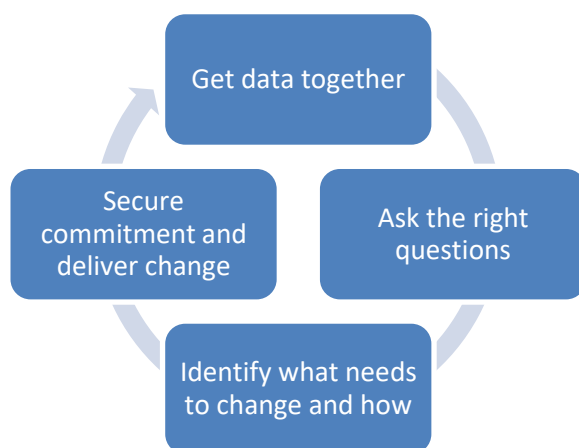 Get data together
Ask the right
questions
Identify what needs
to change and how
Secure
commitment and
deliver change